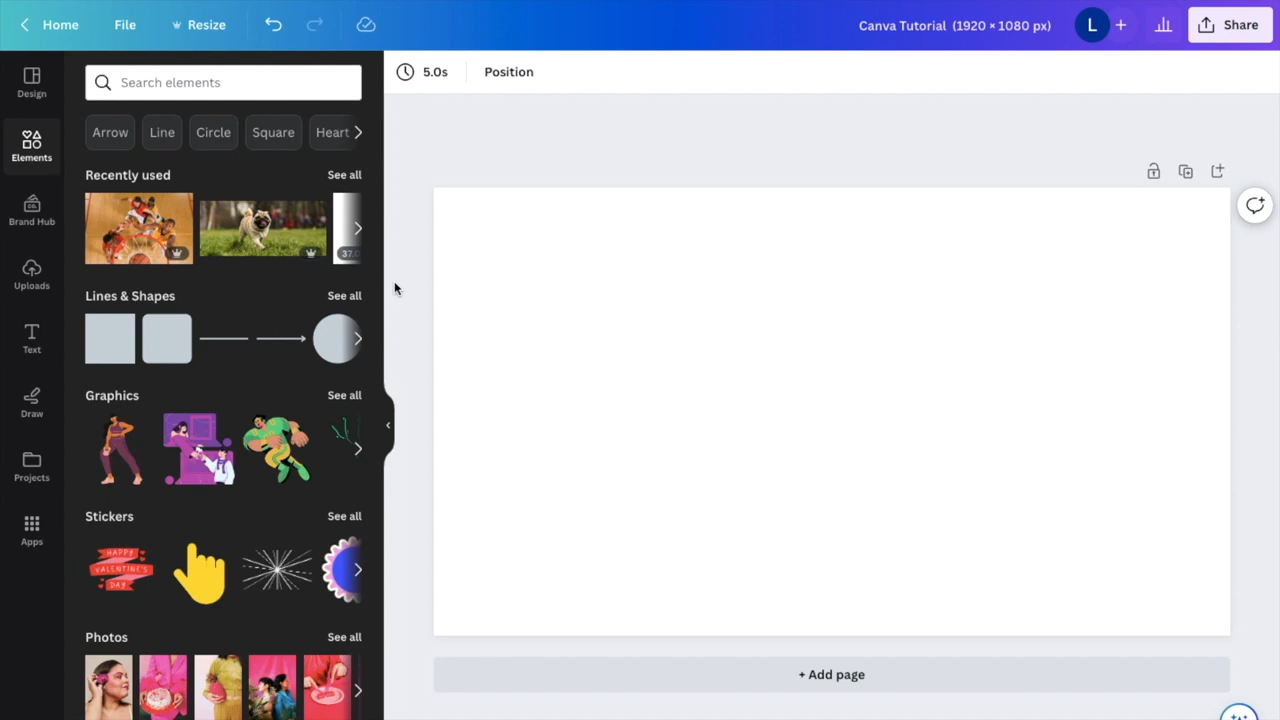 Home
File
Resize
Canva Tutorial (1920 × 1080 px)
L
+
Share
Design
Elements
Brand Hub
Uploads
Text
Draw
Projects
Apps
Search elements
Arrow
Line
Circle
Square
Heart
Recently used
See all
37.0
Lines & Shapes
See all
Graphics
See all
Stickers
See all
HAPPY
VALENTINE'S
DAY
Photos
See all
5.0s
Position
+ Add page